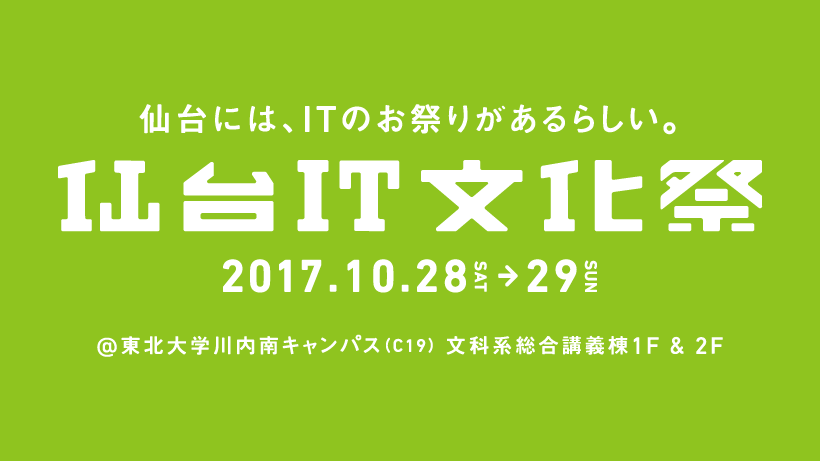 仙台には、ITのお祭りがあるらしい。
仙台IT文化祭
2017.10.28 SAT → 29 SUN
@東北大学川内南キャンパス(C19) 文科系総合講義棟1F & 2F